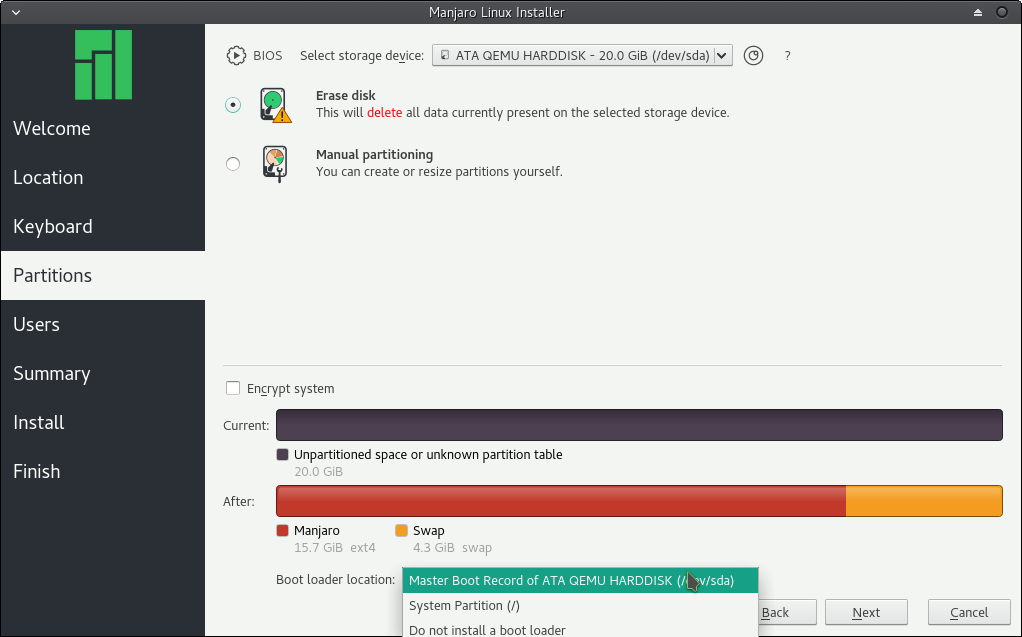 Manjaro Linux Installer
Welcome
Location
Keyboard
Partitions
Users
Summary
Install
Finish
BIOS Select storage device: ATA QEMU HARDDISK - 20.0 GiB (/dev/sda) ?
Erase disk
This will delete all data currently present on the selected storage device.
Manual partitioning
You can create or resize partitions yourself.
Encrypt system
Current:
Unpartitioned space or unknown partition table
20.0 GiB
After:
Manjaro Swap
15.7 GiB ext4 4.3 GiB swap
Boot loader location: Master Boot Record of ATA QEMU HARDDISK
System Partition (/)
Do not install a boot loader
Back Next Cancel